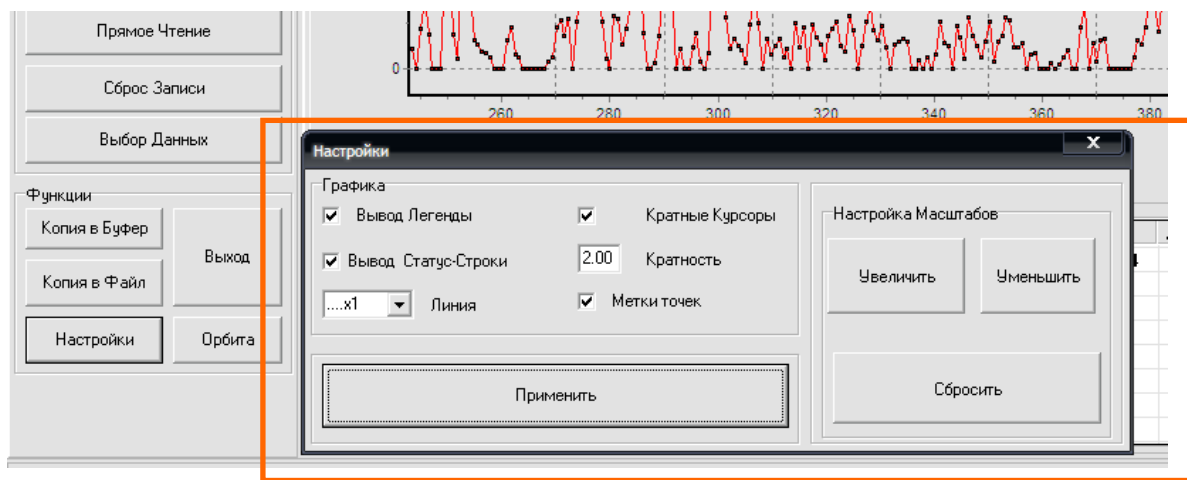 Прямое Чтение
Сброс Записи
Выбор Данных
Функции
Копия в Буфер
Выход
Копия в Файл
Настройки
Орбита
0
260 280 300 320 340 360 380
Настройки
X
Графика
Вывод Легенды
Кратные Курсоры
Вывод Статус-Строки
2.00 Кратность
....x1 Линия
Метки точек
Применить
Настройка Масштабов
Увеличить
Уменьшить
Сбросить